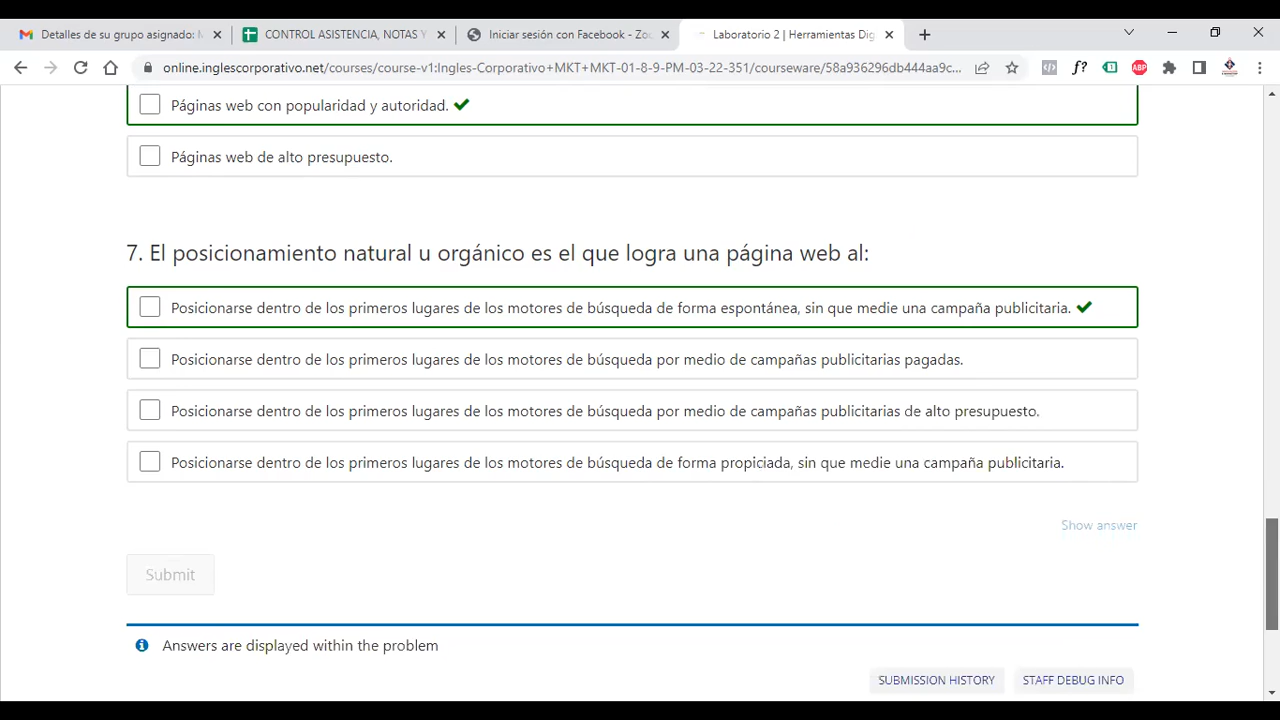 Detalles de su grupo asignado: M
CONTROL ASISTENCIA, NOTAS Y
Iniciar sesión con Facebook - Zoo
Laboratorio 2 | Herramientas Dig
online.inglescorporativo.net/courses/course-v1:Ingles-Corporativo+MKT+MKT-01-8-9-PM-03-22-351/courseware/58a936296db444aa9c...
Páginas web con popularidad y autoridad.
Páginas web de alto presupuesto.
7. El posicionamiento natural u orgánico es el que logra una página web al:
Posicionarse dentro de los primeros lugares de los motores de búsqueda de forma espontánea, sin que medie una campaña publicitaria.
Posicionarse dentro de los primeros lugares de los motores de búsqueda por medio de campañas publicitarias pagadas.
Posicionarse dentro de los primeros lugares de los motores de búsqueda por medio de campañas publicitarias de alto presupuesto.
Posicionarse dentro de los primeros lugares de los motores de búsqueda de forma propiciada, sin que medie una campaña publicitaria.
Show answer
Submit
Answers are displayed within the problem
SUBMISSION HISTORY
STAFF DEBUG INFO